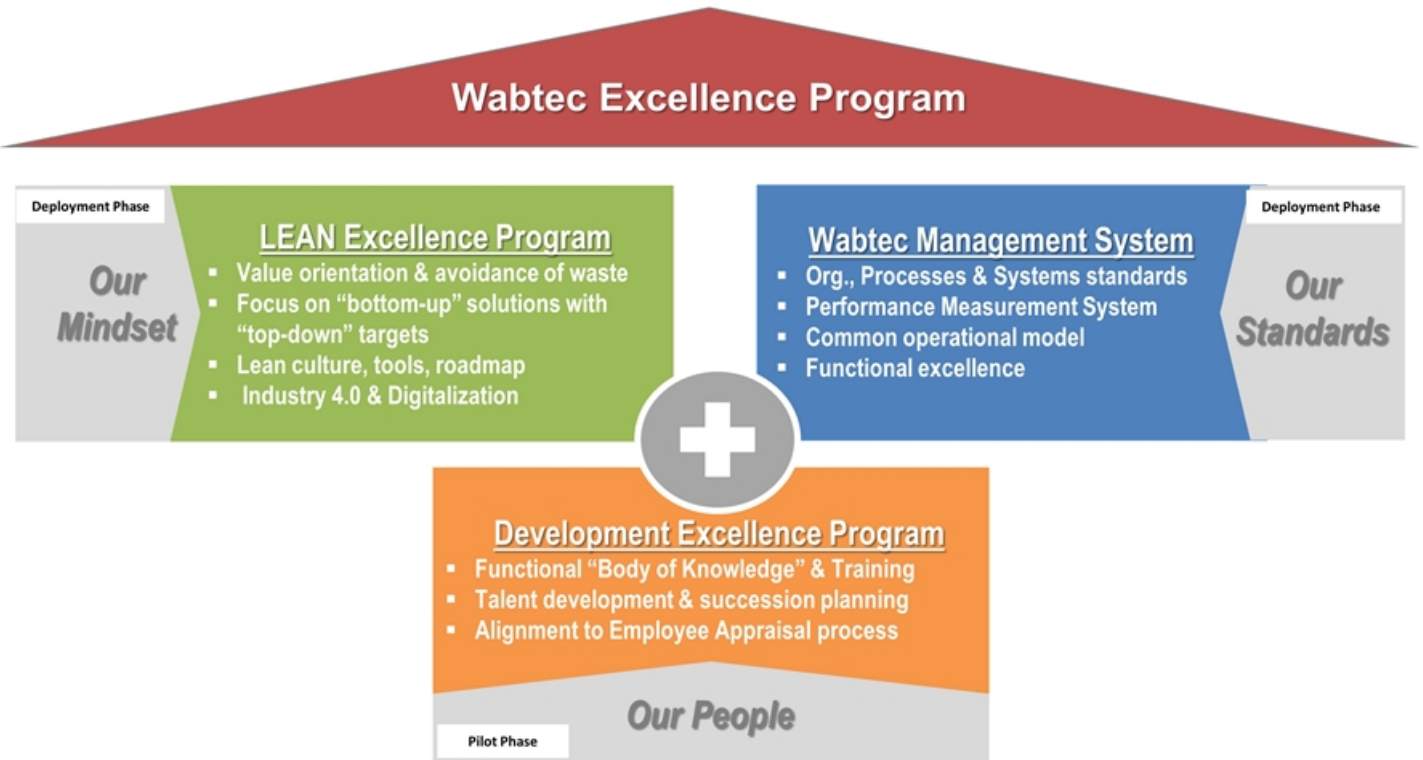 Wabtec Excellence Program
Deployment Phase
Our
Mindset
LEAN Excellence Program
▪ Value orientation & avoidance of waste
▪ Focus on “bottom-up” solutions with
“top-down” targets
▪ Lean culture, tools, roadmap
▪ Industry 4.0 & Digitalization
Wabtec Management System
▪ Org., Processes & Systems standards
▪ Performance Measurement System
▪ Common operational model
▪ Functional excellence
Deployment Phase
Our
Standards
Development Excellence Program
▪ Functional “Body of Knowledge” & Training
▪ Talent development & succession planning
▪ Alignment to Employee Appraisal process
Our People
Pilot Phase